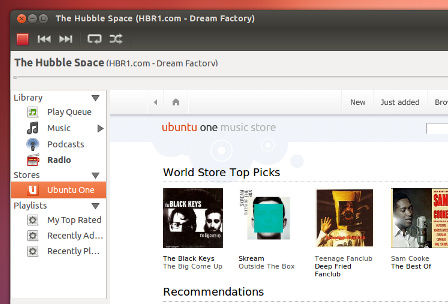 The Hubble Space (HBR1.com - Dream Factory)
The Hubble Space (HBR1.com - Dream Factory)
Library
Play Queue
Music
Podcasts
Radio
Stores
Ubuntu One
Playlists
My Top Rated
Recently Ad...
Recently Pl...
New
Just added
Brow
ubuntu one music store
World Store Top Picks
The BLACK KEYS
SAM COOKE
The Black Keys
The Big Come Up
Skream
Outside The Box
Teenage Fanclub
Deep Fried
Fanclub
Sam Cooke
The Best Of
Recommendations